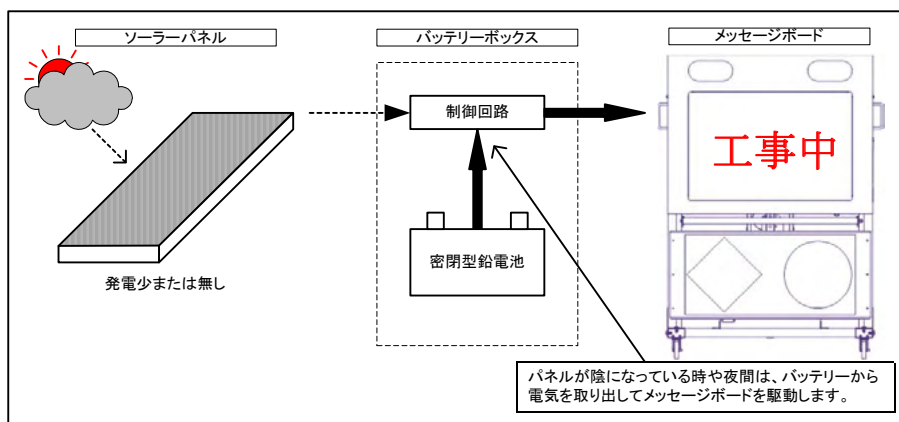 ソーラーパネル
バッテリーボックス
メッセージボード
制御回路
工事中
密閉型鉛電池
発電少または無し
パネルが陰になっている時や夜間は、バッテリーから
電気を取り出してメッセージボードを駆動します。